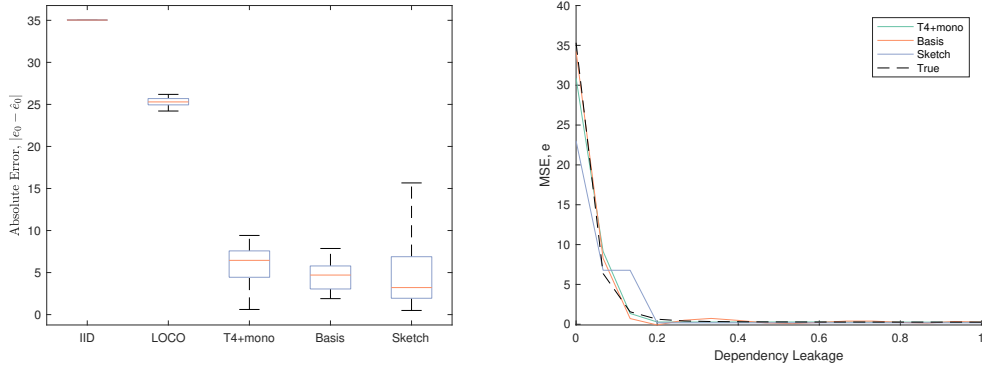 Absolute Error, |e₀ − ê₀|
35
30
25
20
15
10
5
0
IID
LOCO
T4+mono
Basis
Sketch
MSE, e
40
35
30
25
20
15
10
5
0
0
0.2
0.4
0.6
0.8
1
Dependency Leakage
T4+mono
Basis
Sketch
True